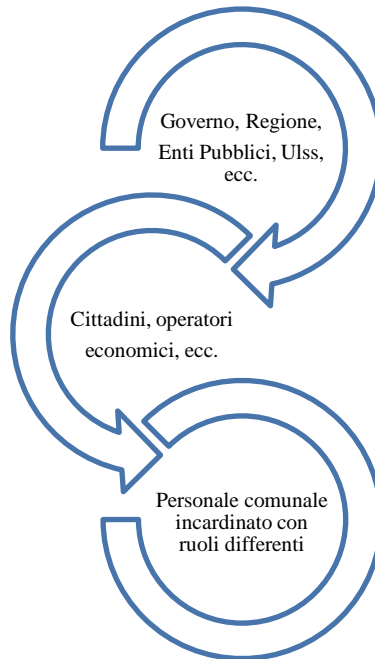 Governo, Regione,
Enti Pubblici, Ulss,
ecc.
Cittadini, operatori
economici, ecc.
Personale comunale
incardinato con
ruoli differenti